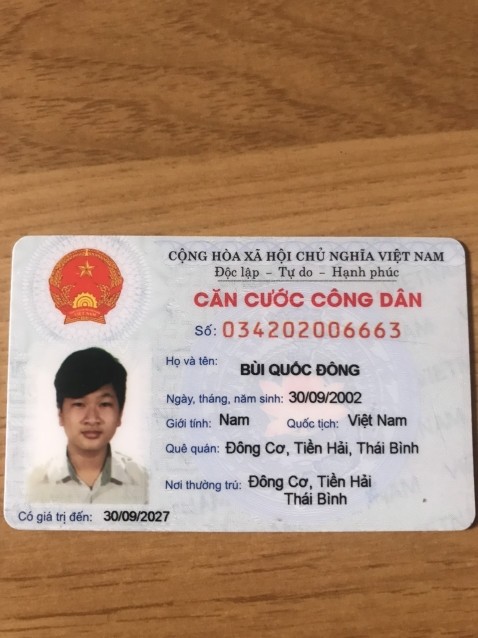 CỘNG HÒA XÃ HỘI CHỦ NGHĨA VIỆT NAM
Độc lập – Tự do – Hạnh phúc
CĂN CƯỚC CÔNG DÂN
Số: 034202006663
Họ và tên:
BÙI QUỐC ĐÔNG
Ngày, tháng, năm sinh: 30/09/2002
Giới tính: Nam Quốc tịch: Việt Nam
Quê quán: Đông Cơ, Tiền Hải, Thái Bình
Nơi thường trú: Đông Cơ, Tiền Hải
Thái Bình
Có giá trị đến: 30/09/2027